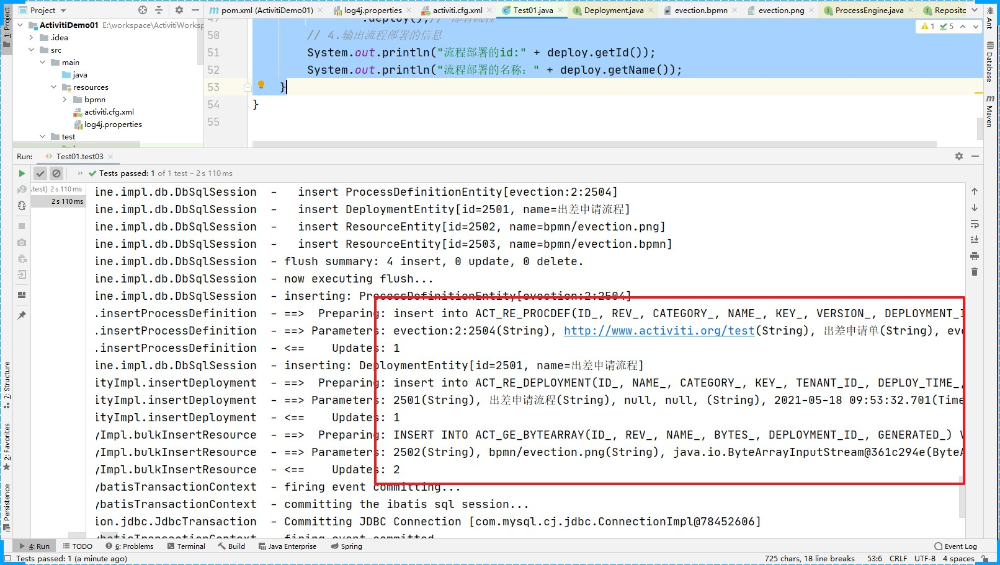 Project
pom.xml (ActivitiDemo01)
log4j.properties
activiti.cfg.xml
Test01.java
Deployment.java
evection.bpmn
evection.png
ProcessEngine.java
Reposito
1: Project
ActivitiDemo01 E:\workspace\ActivitiWorksp
.idea
src
main
java
resources
bpmn
activiti.cfg.xml
log4j.properties
test
.deploy();// 部署流程
1 5
50 // 4.输出流程部署的信息
51 System.out.println("流程部署的id:" + deploy.getId());
52 System.out.println("流程部署的名称：" + deploy.getName());
53 }
54 }
55
Ant
Database
m Maven
Run: Test01.test03
Tests passed: 1 of 1 test – 2 s 110 ms
.test) 2 s 110 ms
2 s 110 ms
ine.impl.db.DbSqlSession - insert ProcessDefinitionEntity[evection:2:2504]
ine.impl.db.DbSqlSession - insert DeploymentEntity[id=2501, name=出差申请流程]
ine.impl.db.DbSqlSession - insert ResourceEntity[id=2502, name=bpmn/evection.png]
ine.impl.db.DbSqlSession - insert ResourceEntity[id=2503, name=bpmn/evection.bpmn]
ine.impl.db.DbSqlSession - flush summary: 4 insert, 0 update, 0 delete.
ine.impl.db.DbSqlSession - now executing flush...
ine.impl.db.DbSqlSession - inserting: ProcessDefinitionEntity[evection:2:2504]
.insertProcessDefinition - ==> Preparing: insert into ACT_RE_PROCDEF(ID_, REV_, CATEGORY_, NAME_, KEY_, VERSION_, DEPLOYMENT_I
.insertProcessDefinition - ==> Parameters: evection:2:2504(String), http://www.activiti.org/test(String), 出差申请单(String), eve
.insertProcessDefinition - <== Updates: 1
ine.impl.db.DbSqlSession - inserting: DeploymentEntity[id=2501, name=出差申请流程]
ityImpl.insertDeployment - ==> Preparing: insert into ACT_RE_DEPLOYMENT(ID_, NAME_, CATEGORY_, KEY_, TENANT_ID_, DEPLOY_TIME_,
ityImpl.insertDeployment - ==> Parameters: 2501(String), 出差申请流程(String), null, null, (String), 2021-05-18 09:53:32.701(Time
ityImpl.insertDeployment - <== Updates: 1
yImpl.bulkInsertResource - ==> Preparing: INSERT INTO ACT_GE_BYTEARRAY(ID_, REV_, NAME_, BYTES_, DEPLOYMENT_ID_, GENERATED_) V
yImpl.bulkInsertResource - ==> Parameters: 2502(String), bpmn/evection.png(String), java.io.ByteArrayInputStream@361c294e(ByteA
yImpl.bulkInsertResource - <== Updates: 2
ybatisTransactionContext - firing event committing...
ybatisTransactionContext - committing the ibatis sql session...
ion.jdbc.JdbcTransaction - Committing JDBC Connection [com.mysql.cj.jdbc.ConnectionImpl@78452606]
ybatisTransactionContext - firing event committed
7: Structure
2: Favorites
Persistence
4: Run
TODO
6: Problems
Terminal
Build
Java Enterprise
Spring
Event Log
Tests passed: 1 (a minute ago)
725 chars, 18 line breaks 53:6 CRLF UTF-8 4 spaces